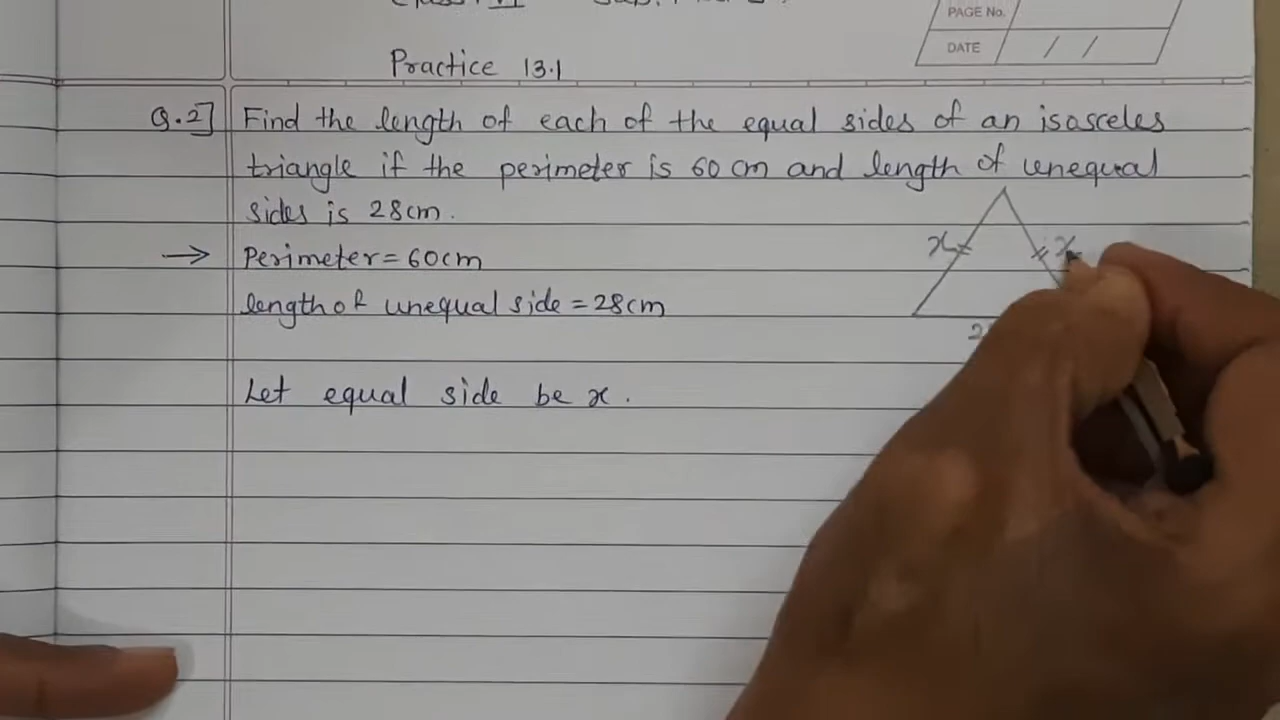 PAGE No.
DATE / /
Practice 13.1
Q.2] Find the length of each of the equal sides of an isosceles
triangle if the perimeter is 60 cm and length of unequal
sides is 28cm.
x x
→ Perimeter = 60cm
length of unequal side = 28cm
Let equal side be x.